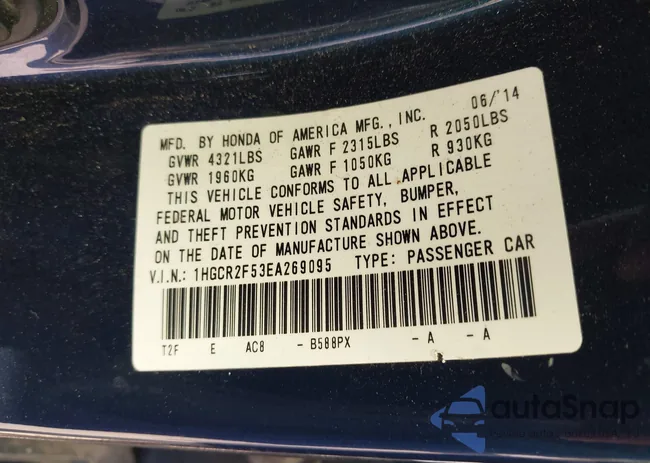 MFD. BY HONDA OF AMERICA MFG., INC. 06/'14
GVWR 4321LBS GAWR F 2315LBS R 2050LBS
GVWR 1960KG GAWR F 1050KG R 930KG
THIS VEHICLE CONFORMS TO ALL APPLICABLE
FEDERAL MOTOR VEHICLE SAFETY, BUMPER,
AND THEFT PREVENTION STANDARDS IN EFFECT
ON THE DATE OF MANUFACTURE SHOWN ABOVE.
V.I.N.: 1HGCR2F53EA269095 TYPE: PASSENGER CAR
T2F E AC8 - B588PX - A - A
autoSnap